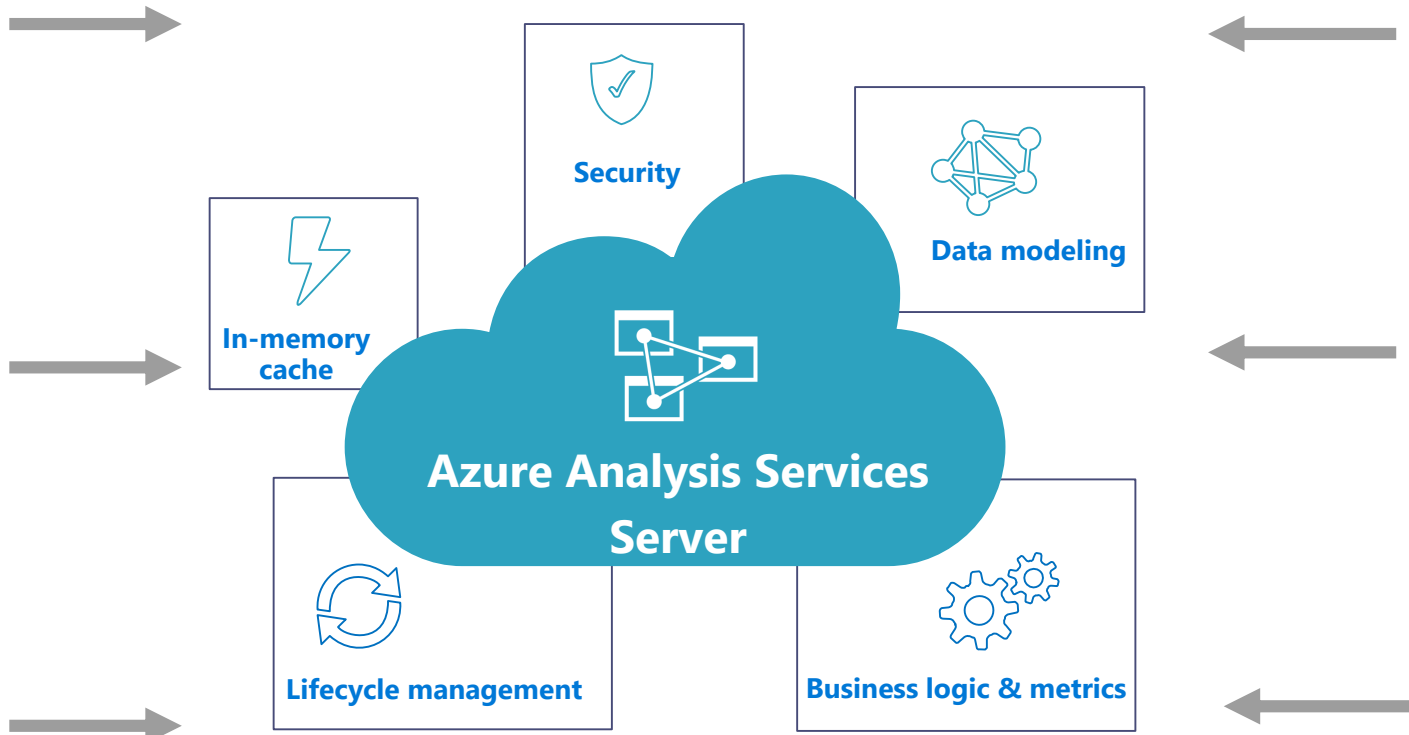 Security
Data modeling
In-memory
cache
Azure Analysis Services
Server
Lifecycle management
Business logic & metrics